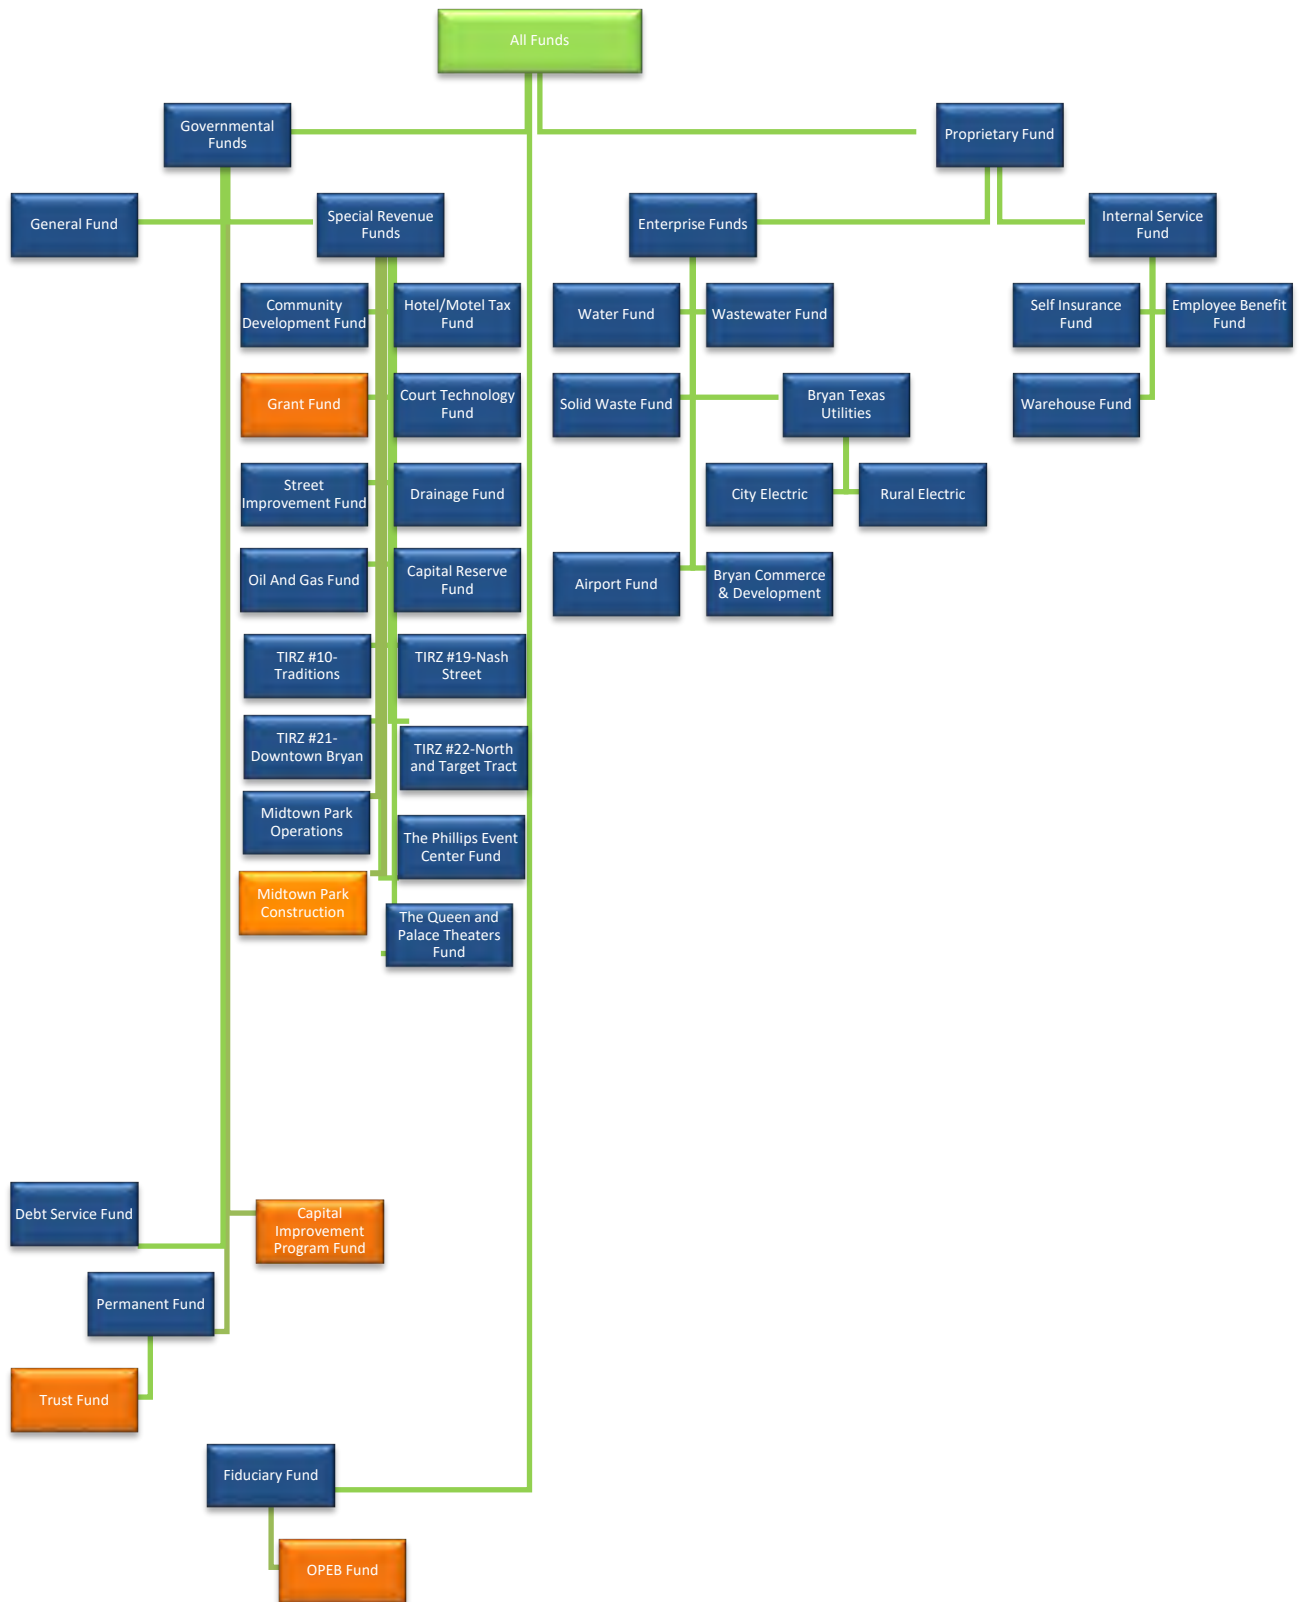 All Funds
Governmental
Funds
Proprietary Fund
General Fund
Special Revenue
Funds
Enterprise Funds
Internal Service
Fund
Community
Development Fund
Hotel/Motel Tax
Fund
Water Fund
Wastewater Fund
Self Insurance
Fund
Employee Benefit
Fund
Grant Fund
Court Technology
Fund
Solid Waste Fund
Bryan Texas
Utilities
Warehouse Fund
Street
Improvement Fund
Drainage Fund
City Electric
Rural Electric
Oil And Gas Fund
Capital Reserve
Fund
Airport Fund
Bryan Commerce
& Development
TIRZ #10-
Traditions
TIRZ #19-Nash
Street
TIRZ #21-
Downtown Bryan
TIRZ #22-North
and Target Tract
Midtown Park
Operations
The Phillips Event
Center Fund
Midtown Park
Construction
The Queen and
Palace Theaters
Fund
Debt Service Fund
Capital
Improvement
Program Fund
Permanent Fund
Trust Fund
Fiduciary Fund
OPEB Fund